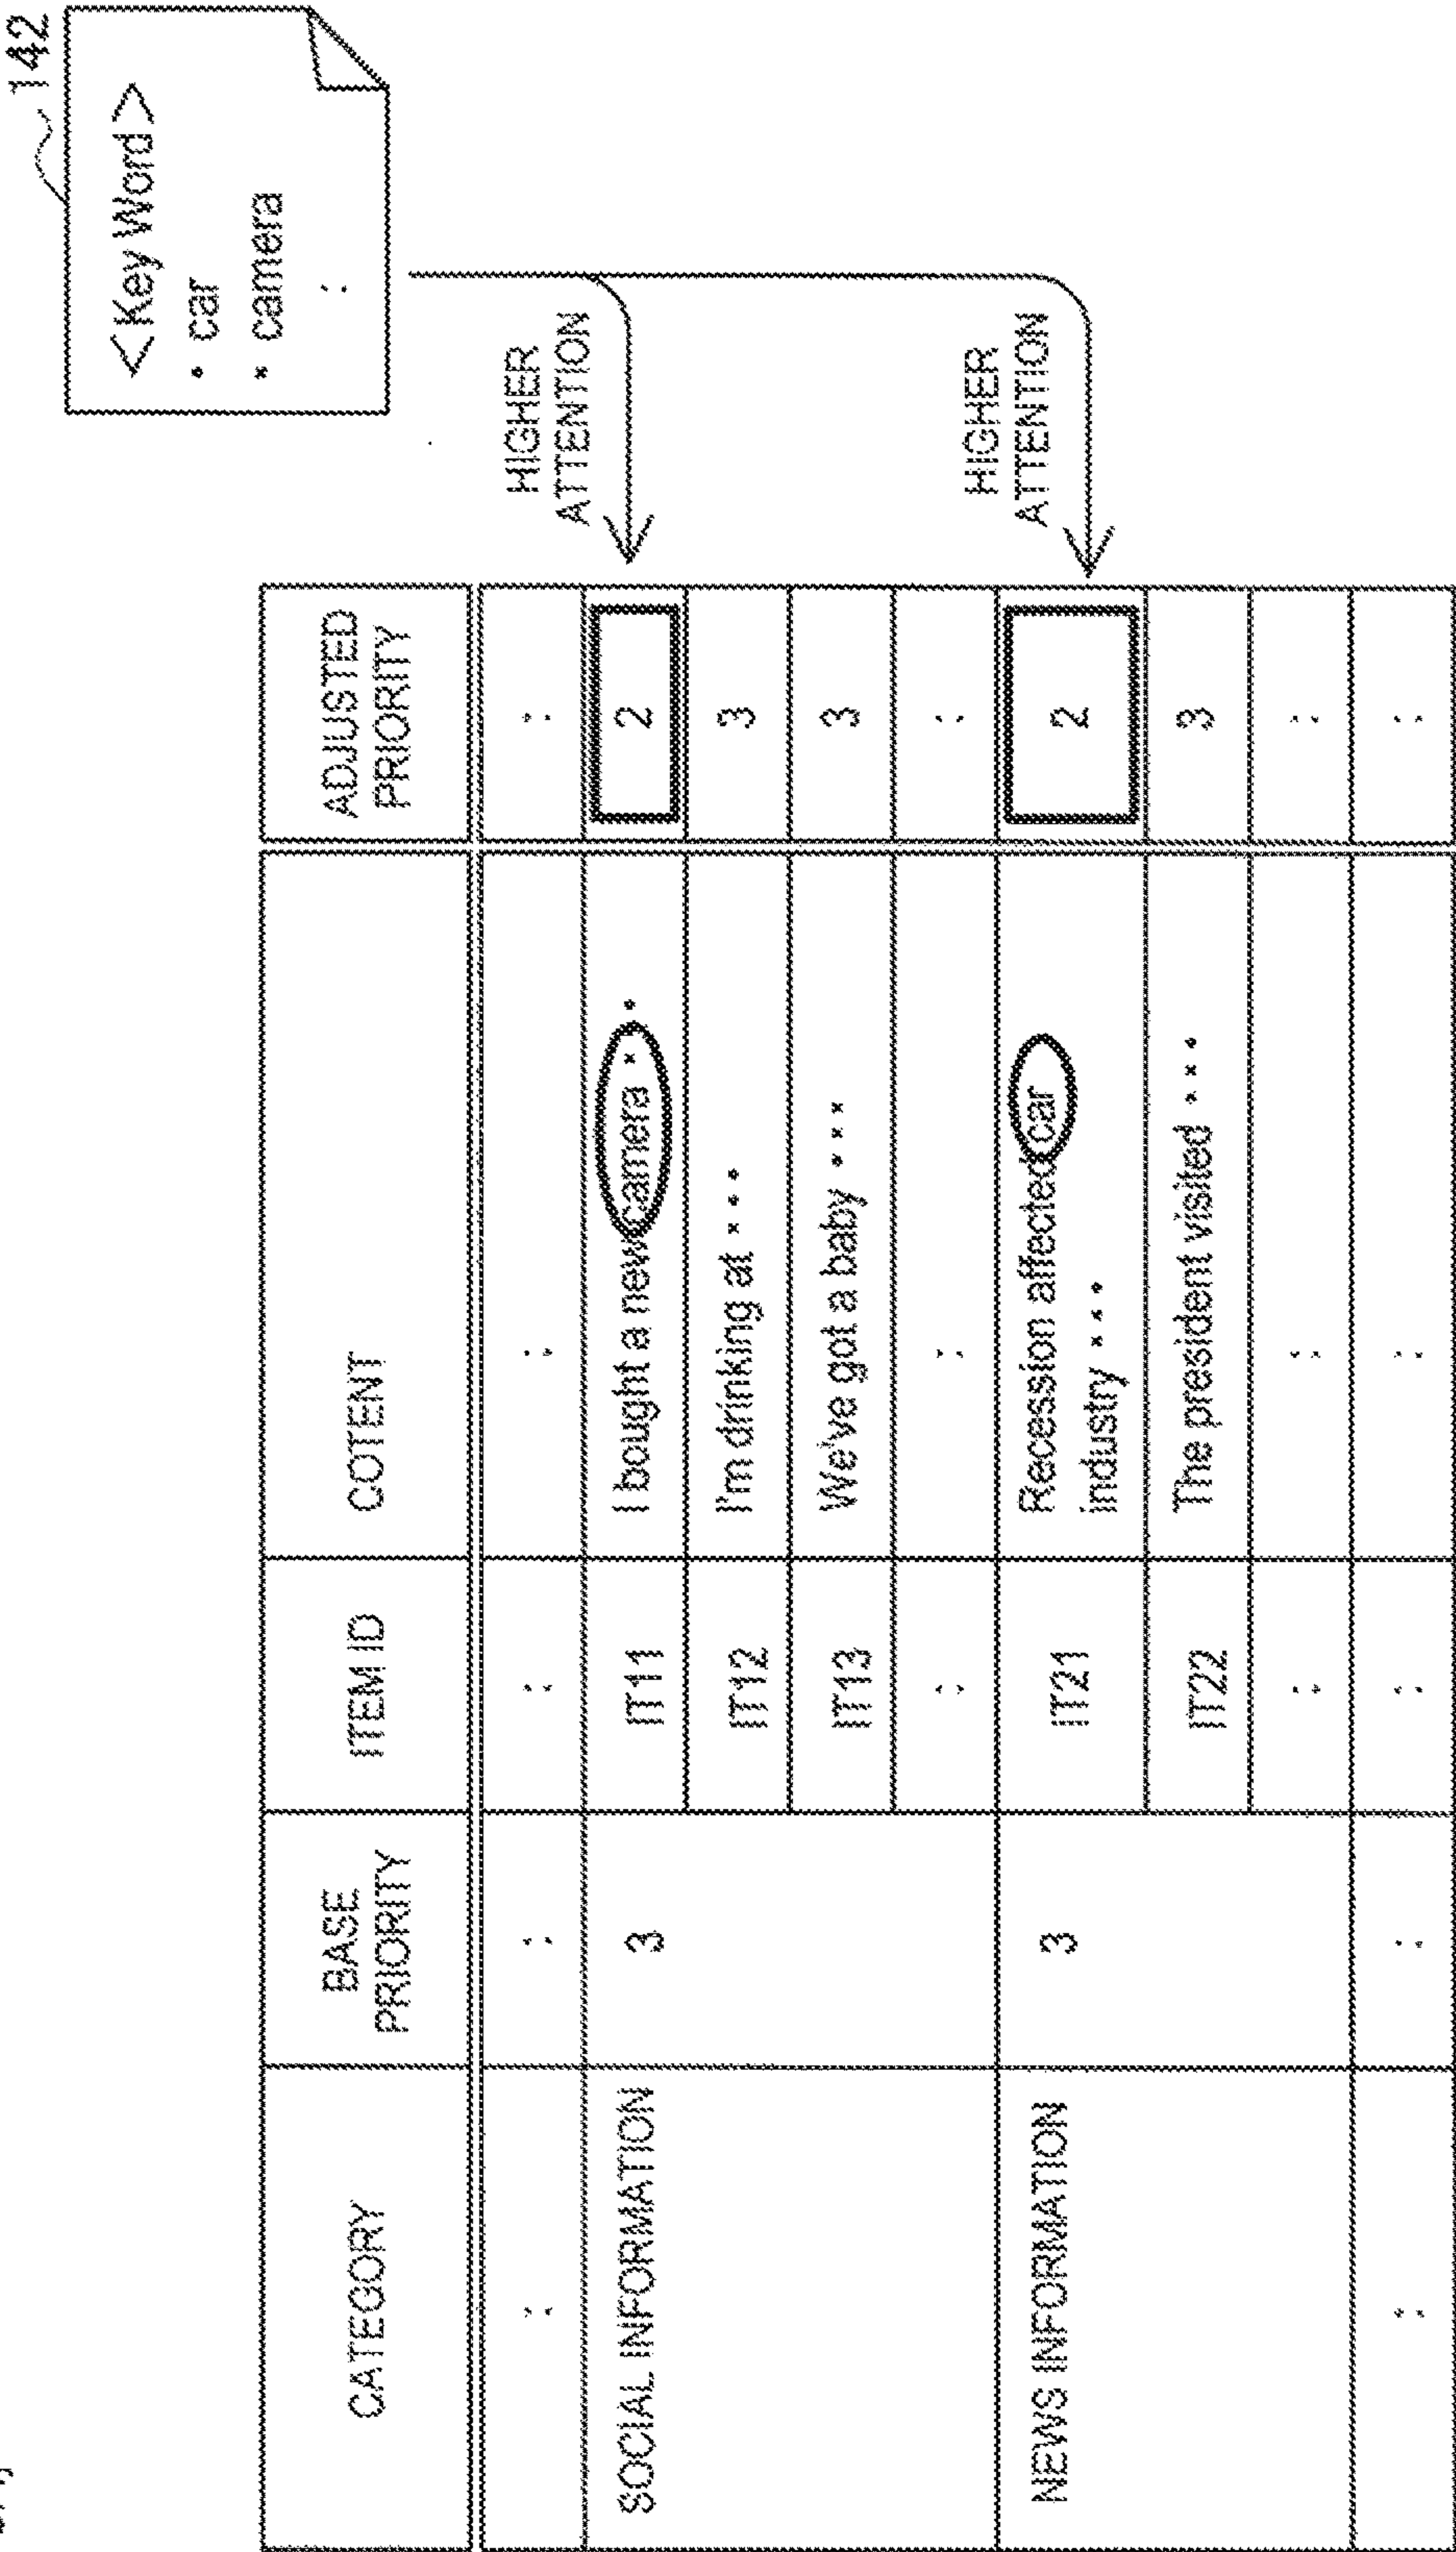 142
<Key Word>
• car
• camera
:
HIGHER
ATTENTION
HIGHER
ATTENTION
CATEGORY
BASE
PRIORITY
ITEM ID
COTENT
ADJUSTED
PRIORITY
: : : : :
SOCIAL INFORMATION
3
IT11
I bought a new camera •••
2
IT12
I'm drinking at •••
3
IT13
We've got a baby •••
3
: : :
NEWS INFORMATION
3
IT21
Recession affected car
industry •••
2
IT22
The president visited •••
3
: : :
: : : : :